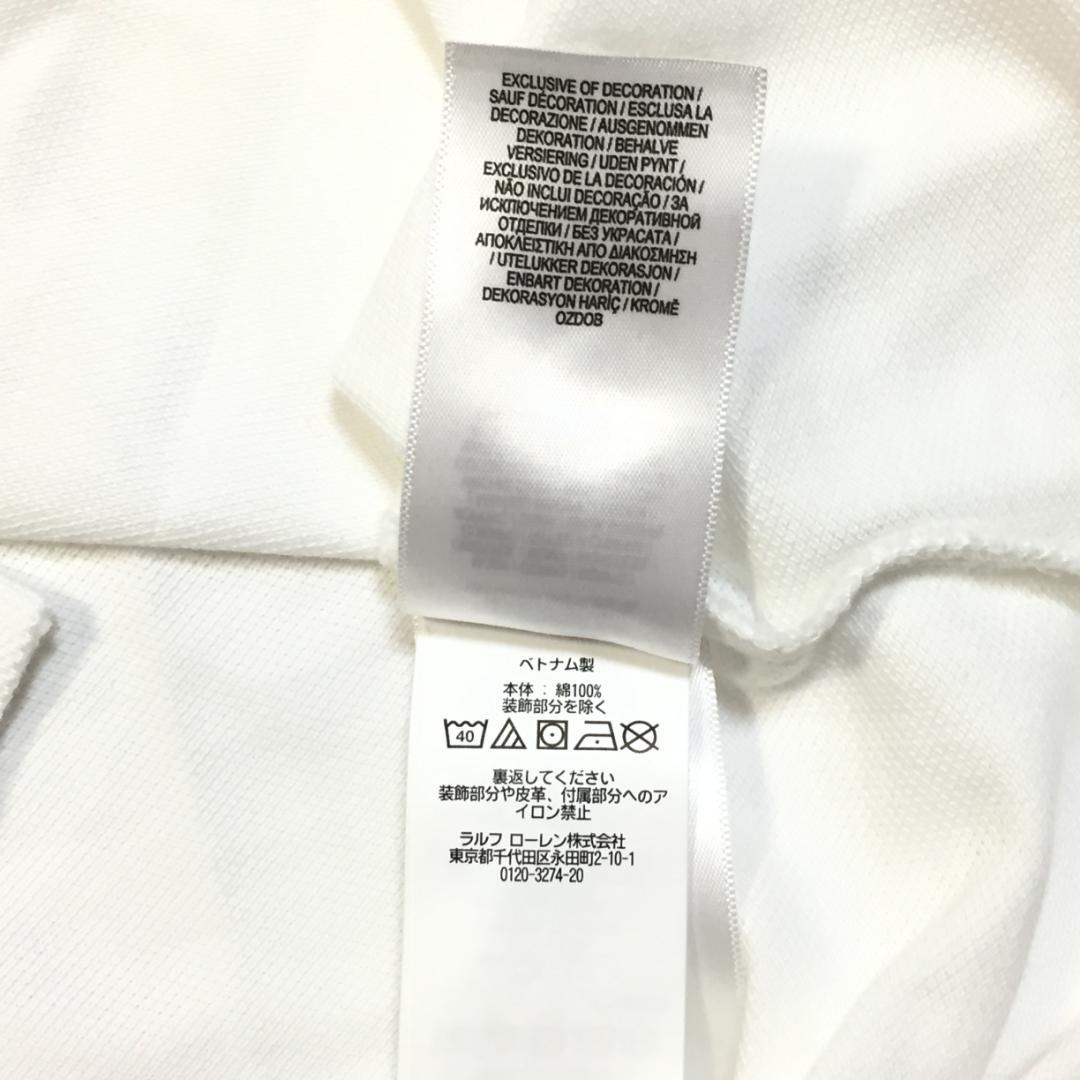 EXCLUSIVE OF DECORATION /
SAUF DÉCORATION / ESCLUSA LA
DECORAZIONE / AUSGENOMMEN
DEKORATION / BEHALVE
VERSIERING / UDEN PYNT /
EXCLUSIVO DE LA DECORACIÓN /
NÃO INCLUI DECORAÇÃO / ЗА
ИСКЛЮЧЕНИЕМ ДЕКОРАТИВНОЙ
ОТДЕЛКИ / БЕЗ УКРАСАТА /
ΑΠΟΚΛΕΙΣΤΙΚΗ ΑΠΟ ΔΙΑΚΟΣΜΗΣΗ
/ UTELUKKER DEKORASJON /
ENBART DEKORATION /
DEKORASYON HARİÇ / KROMĚ
OZDOB
ベトナム製
本体 : 綿100%
装飾部分を除く
40
裏返してください
装飾部分や皮革、付属部分へのア
イロン禁止
ラルフ ローレン株式会社
東京都千代田区永田町2-10-1
0120-3274-20